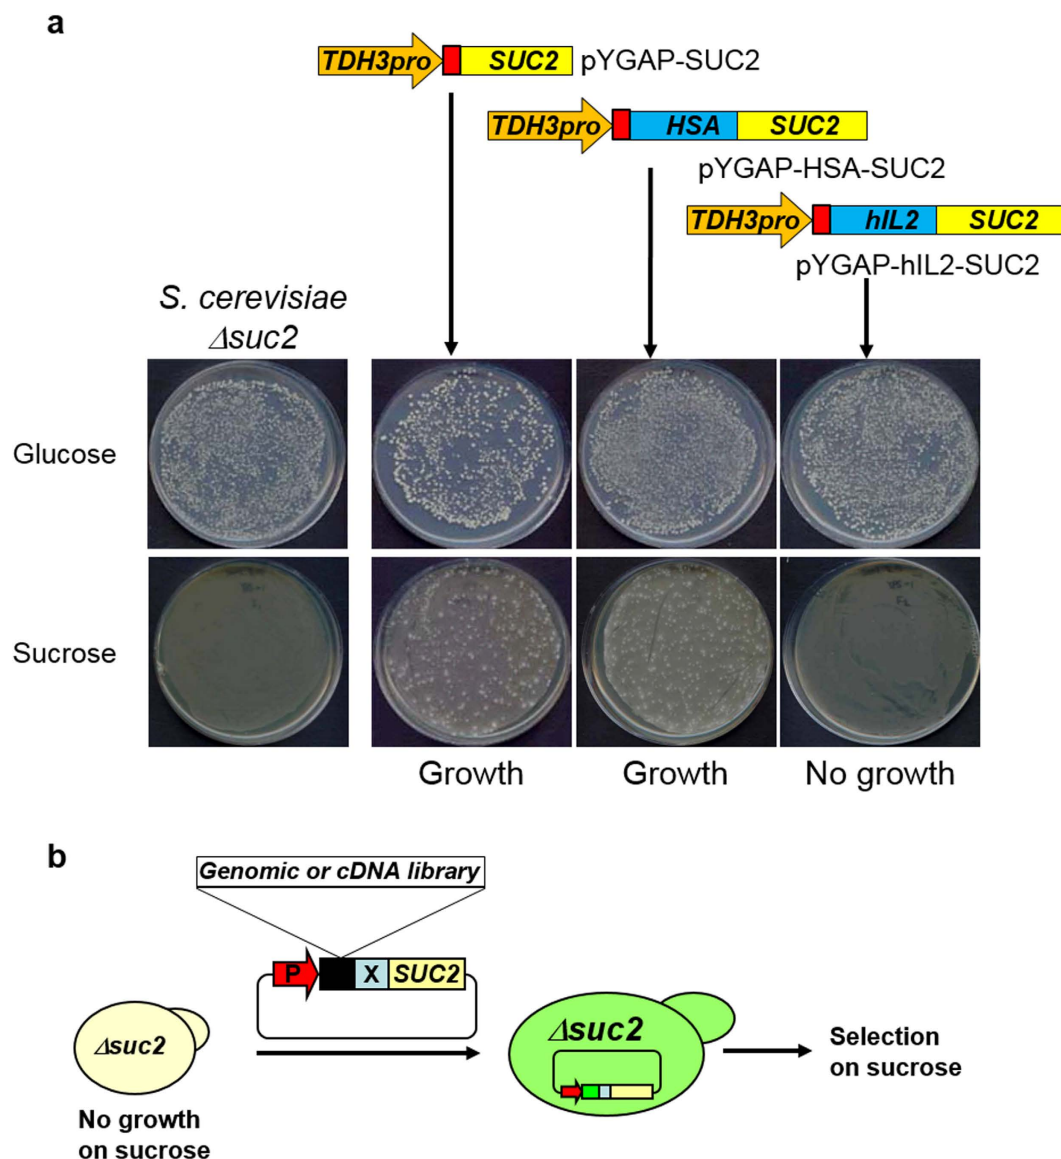 a
TDH3pro SUC2 pYGAP-SUC2
TDH3pro HSA SUC2
pYGAP-HSA-SUC2
TDH3pro hIL2 SUC2
pYGAP-hIL2-SUC2
S. cerevisiae
Δsuc2
Glucose
Sucrose
Growth Growth No growth
b
Genomic or cDNA library
P X SUC2
Δsuc2
No growth
on sucrose
Δsuc2
Selection
on sucrose